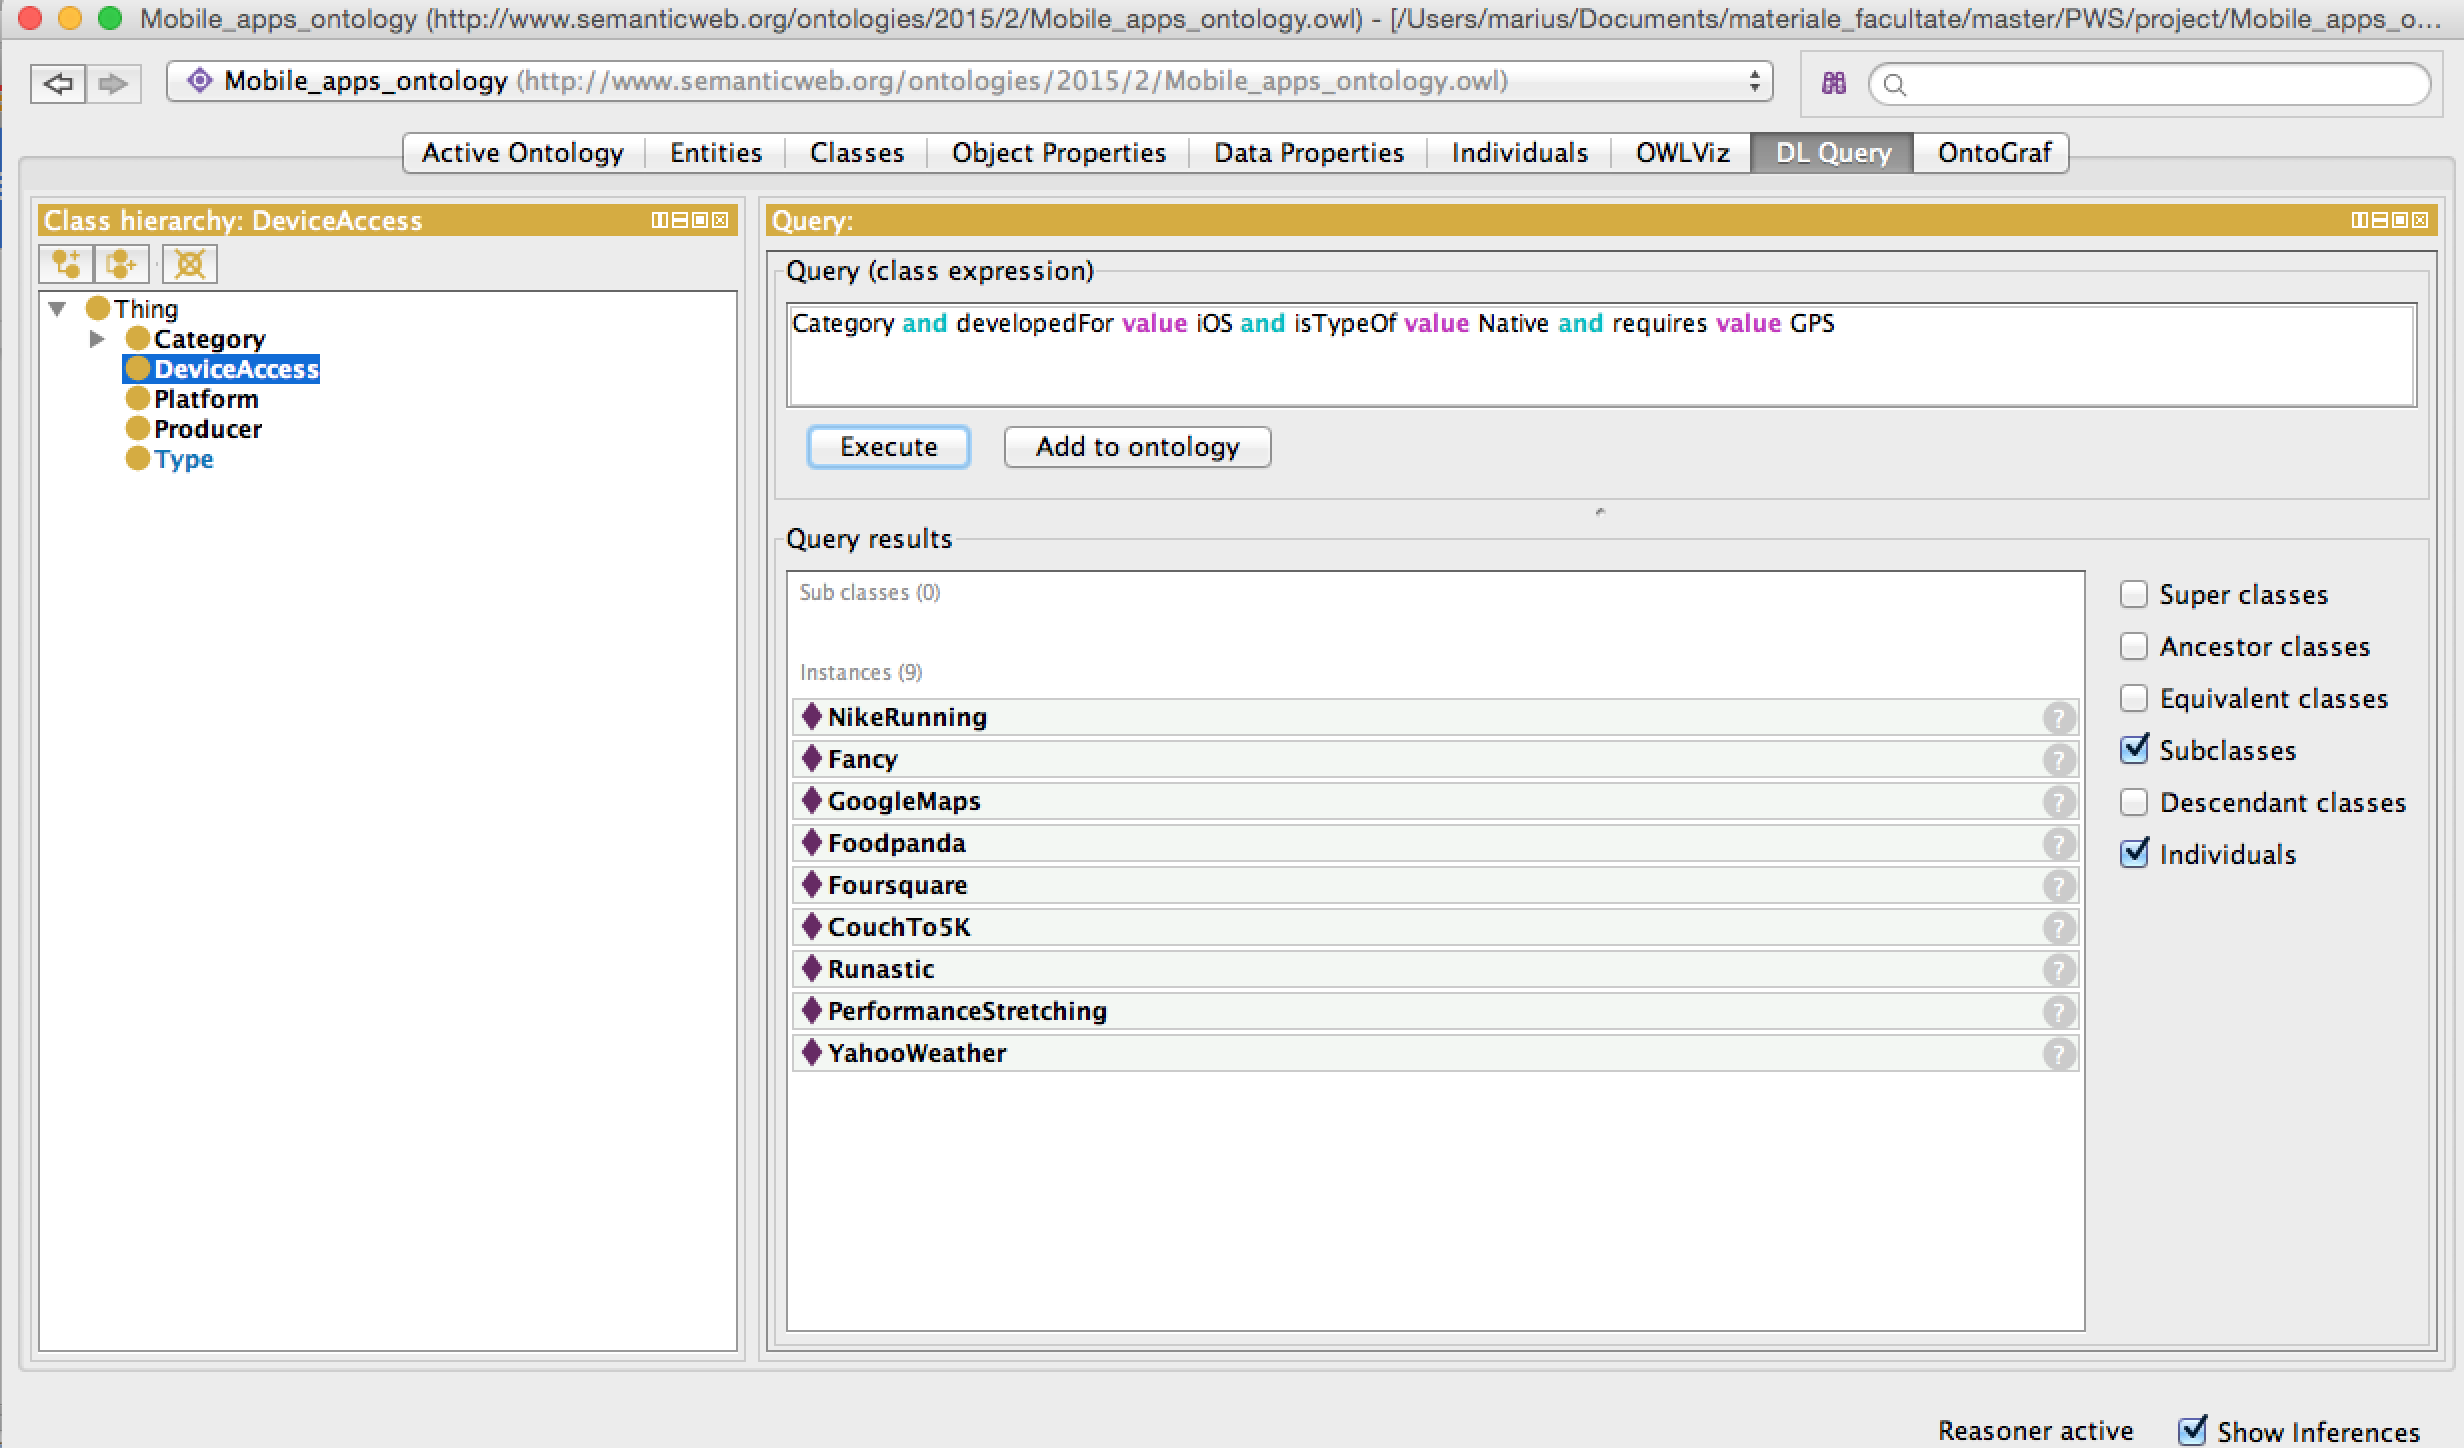 Mobile_apps_ontology (http://www.semanticweb.org/ontologies/2015/2/Mobile_apps_ontology.owl) - [/Users/marius/Documents/materiale_facultate/master/PWS/project/Mobile_apps_o...
Mobile_apps_ontology (http://www.semanticweb.org/ontologies/2015/2/Mobile_apps_ontology.owl)
Active Ontology Entities Classes Object Properties Data Properties Individuals OWLViz DL Query OntoGraf
Class hierarchy: DeviceAccess
Thing
Category
DeviceAccess
Platform
Producer
Type
Query:
Query (class expression)
Category and developedFor value iOS and isTypeOf value Native and requires value GPS
Execute Add to ontology
Query results
Sub classes (0)
Instances (9)
NikeRunning ?
Fancy ?
GoogleMaps ?
Foodpanda ?
Foursquare ?
CouchTo5K ?
Runastic ?
PerformanceStretching ?
YahooWeather ?
Super classes
Ancestor classes
Equivalent classes
Subclasses
Descendant classes
Individuals
Reasoner active Show Inferences